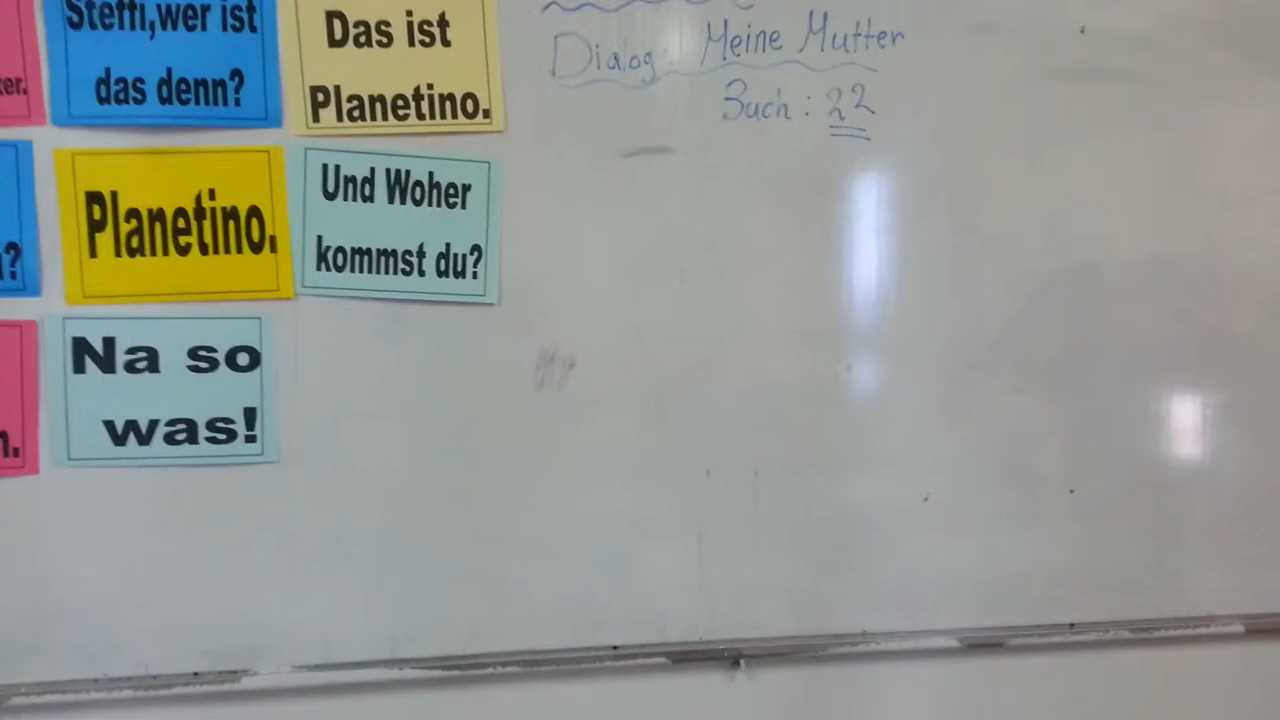 Steffi,wer ist
das denn?
Das ist
Planetino.
Dialog: Meine Mutter
Buch: 22
Planetino.
Und Woher
kommst du?
Na so
was!